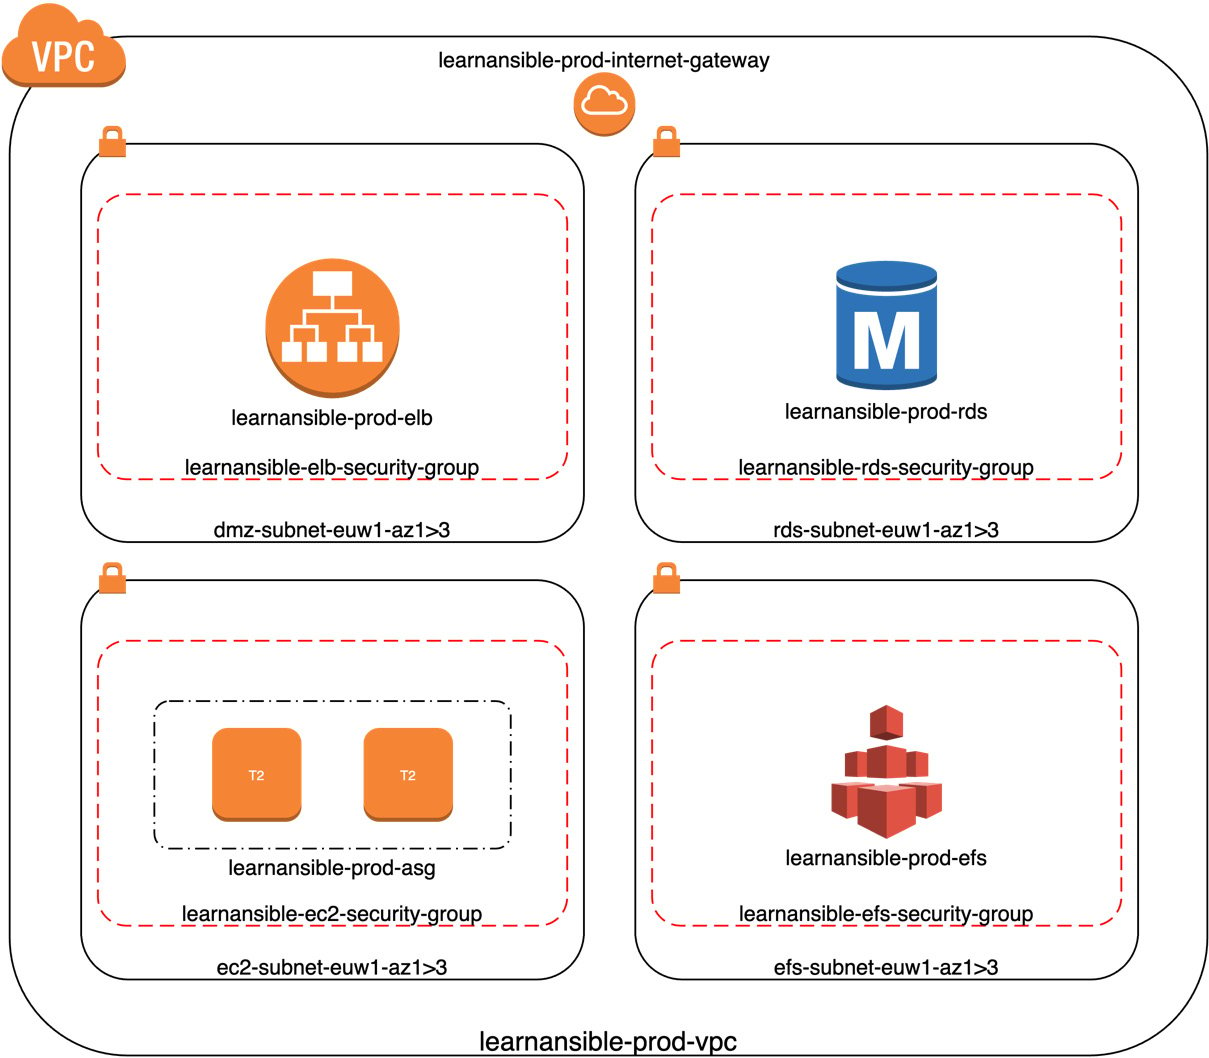 VPC
learnansible-prod-internet-gateway
learnansible-prod-elb
learnansible-elb-security-group
dmz-subnet-euw1-az1>3
M
learnansible-prod-rds
learnansible-rds-security-group
rds-subnet-euw1-az1>3
T2 T2
learnansible-prod-asg
learnansible-ec2-security-group
ec2-subnet-euw1-az1>3
learnansible-prod-efs
learnansible-efs-security-group
efs-subnet-euw1-az1>3
learnansible-prod-vpc